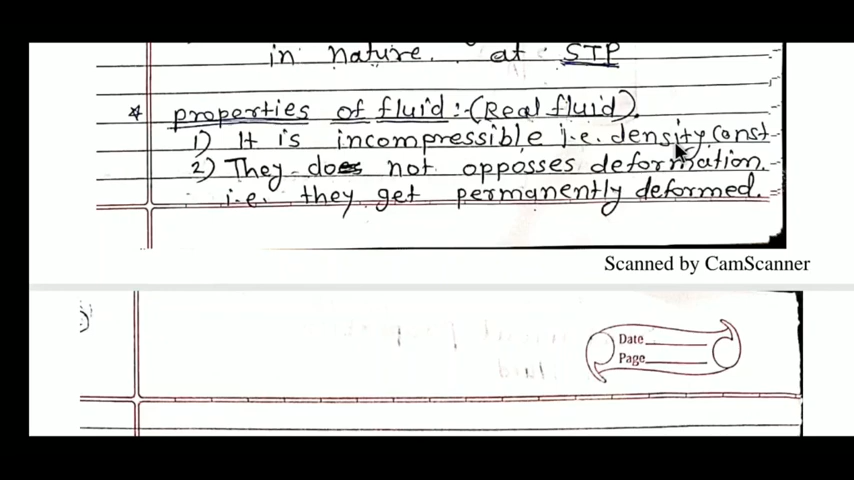 in nature. at STP
* properties of fluid :- (Real fluid).
1) It is incompressible i.e. density const
2) They does not opposses deformation.
i.e. they get permanently deformed.
Scanned by CamScanner
Date
Page